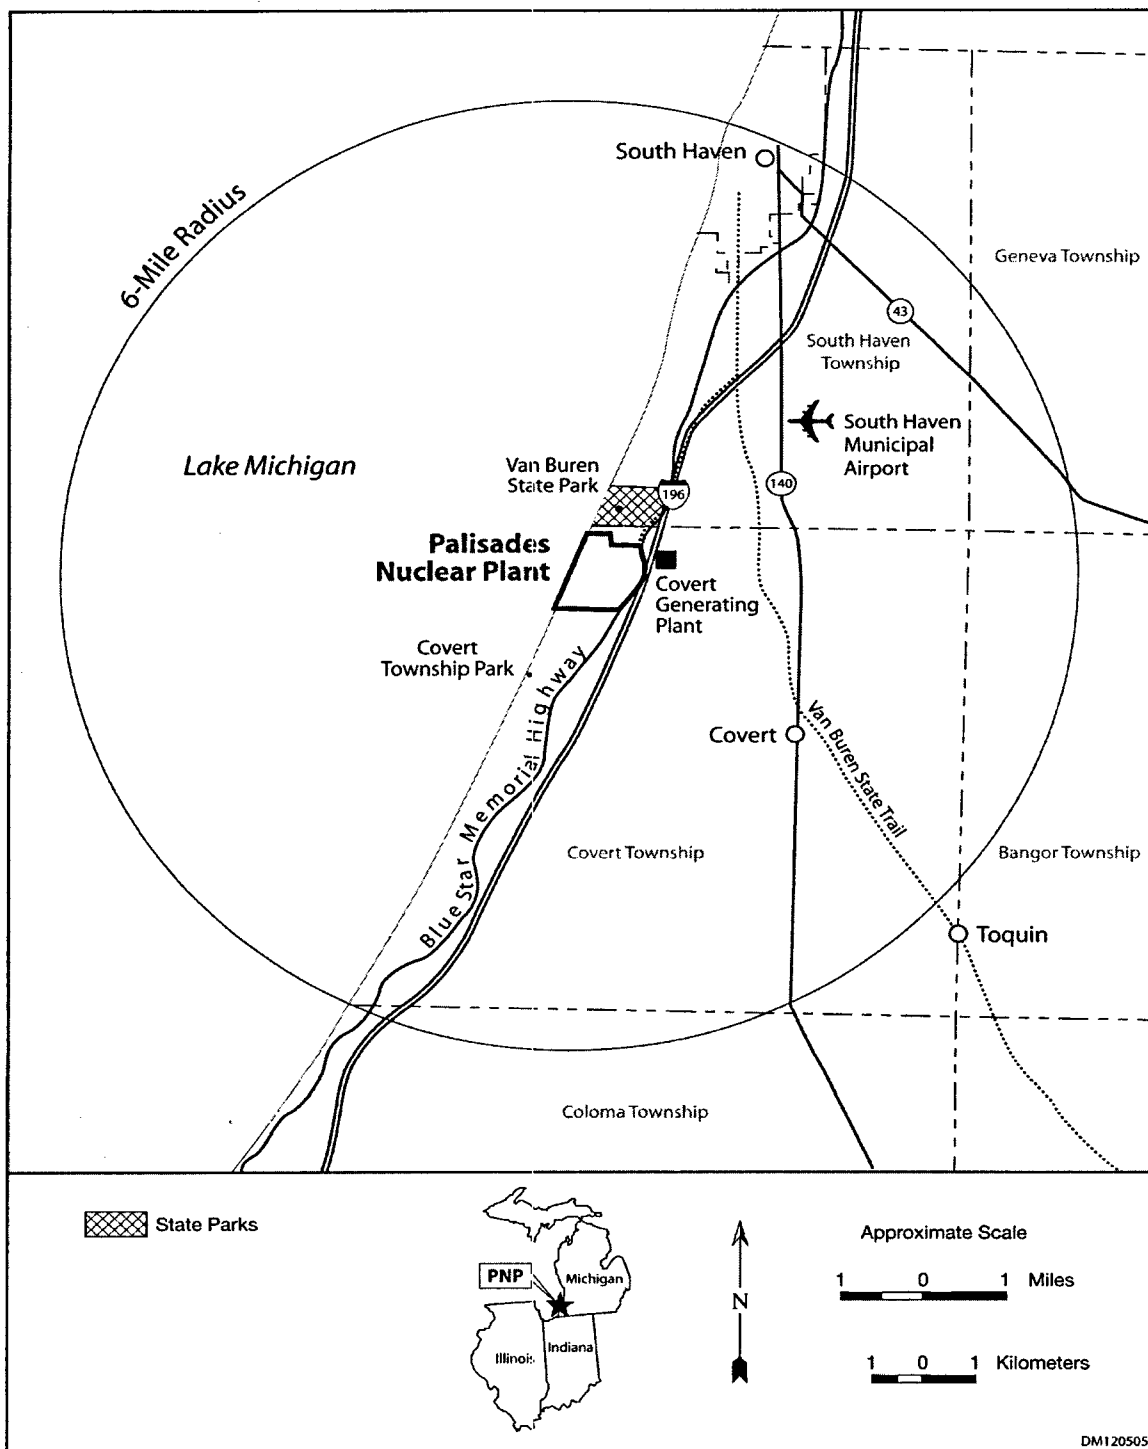 South Haven
6-Mile Radius
Geneva Township
43
South Haven
Township
South Haven
Municipal
Airport
Lake Michigan
Van Buren
State Park
196
140
Palisades
Nuclear Plant
Covert
Generating
Plant
Covert
Township Park
Blue Star Memorial Highway
Covert
Van Buren State Trail
Covert Township
Bangor Township
Toquin
Coloma Township
State Parks
PNP
Michigan
Illinois
Indiana
N
Approximate Scale
1 0 1 Miles
1 0 1 Kilometers
DM120505